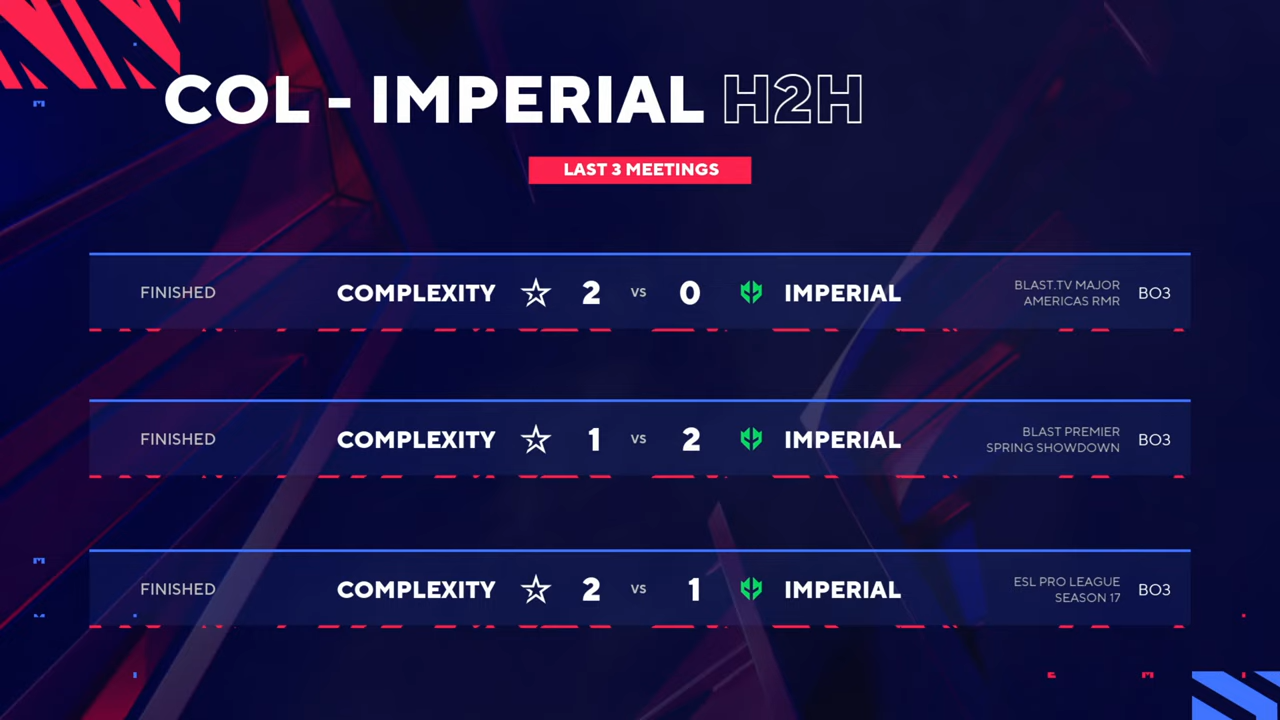 COL - IMPERIAL H2H
LAST 3 MEETINGS
FINISHED COMPLEXITY 2 VS 0 IMPERIAL BLAST.TV MAJOR AMERICAS RMR BO3
FINISHED COMPLEXITY 1 VS 2 IMPERIAL BLAST PREMIER SPRING SHOWDOWN BO3
FINISHED COMPLEXITY 2 VS 1 IMPERIAL ESL PRO LEAGUE SEASON 17 BO3